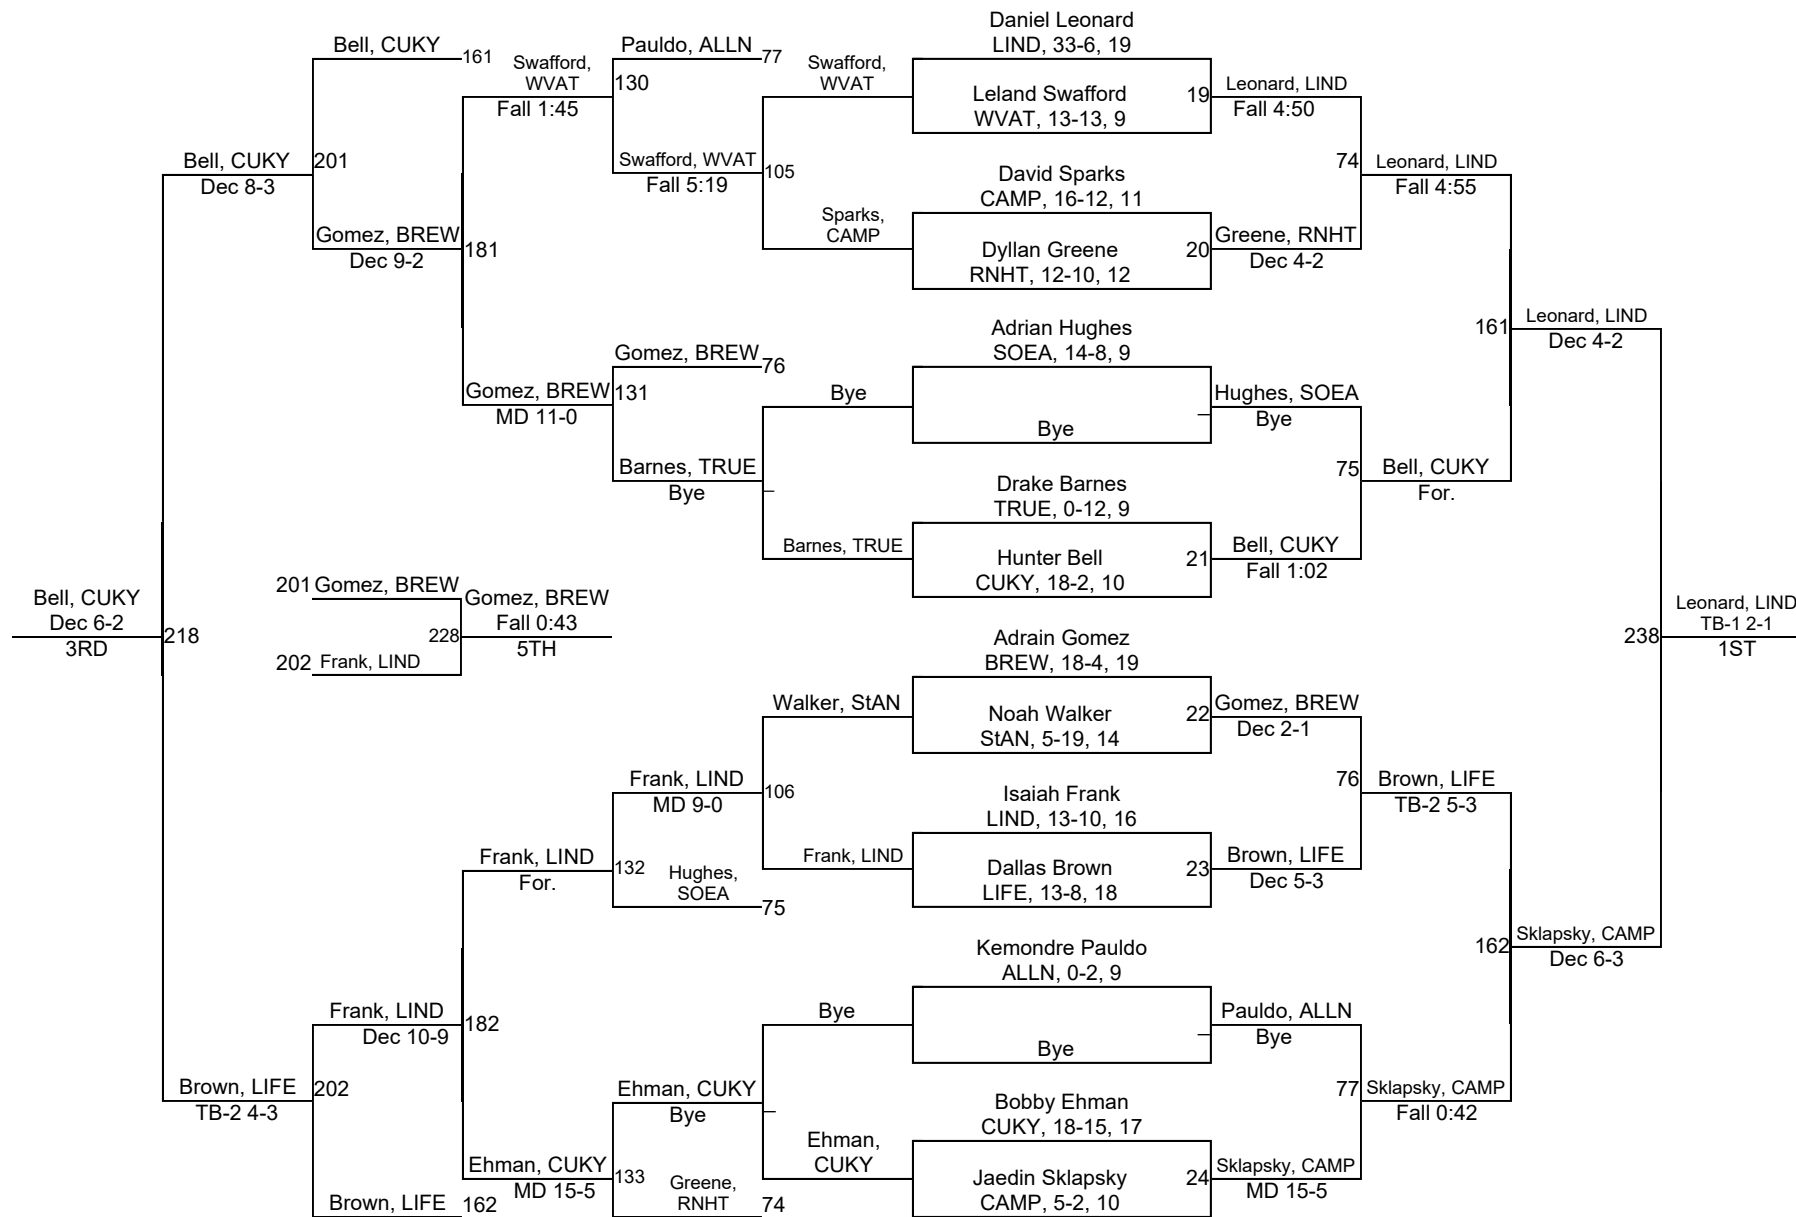 Bell, CUKY
161
Swafford,
WVAT
Fall 1:45
Pauldo, ALLN
77
130
Swafford,
WVAT
Daniel Leonard
LIND, 33-6, 19
Leland Swafford
WVAT, 13-13, 9
19
Leonard, LIND
Fall 4:50
Bell, CUKY
Dec 8-3
201
Swafford, WVAT
Fall 5:19
105
David Sparks
CAMP, 16-12, 11
74
Leonard, LIND
Fall 4:55
Gomez, BREW
Dec 9-2
181
Sparks,
CAMP
Dyllan Greene
RNHT, 12-10, 12
20
Greene, RNHT
Dec 4-2
Adrian Hughes
SOEA, 14-8, 9
161
Leonard, LIND
Dec 4-2
Gomez, BREW
76
Gomez, BREW
MD 11-0
131
Bye
Bye
Hughes, SOEA
Bye
Barnes, TRUE
Bye
Drake Barnes
TRUE, 0-12, 9
75
Bell, CUKY
For.
Barnes, TRUE
Hunter Bell
CUKY, 18-2, 10
21
Bell, CUKY
Fall 1:02
Bell, CUKY
Dec 6-2
3RD
218
201
Gomez, BREW
228
202
Frank, LIND
Gomez, BREW
Fall 0:43
5TH
238
Leonard, LIND
TB-1 2-1
1ST
Adrain Gomez
BREW, 18-4, 19
Walker, StAN
Noah Walker
StAN, 5-19, 14
22
Gomez, BREW
Dec 2-1
Frank, LIND
MD 9-0
106
Isaiah Frank
LIND, 13-10, 16
76
Brown, LIFE
TB-2 5-3
Frank, LIND
For.
132
Hughes,
SOEA
75
Frank, LIND
Dallas Brown
LIFE, 13-8, 18
23
Brown, LIFE
Dec 5-3
Kemondre Pauldo
ALLN, 0-2, 9
162
Sklapsky, CAMP
Dec 6-3
Frank, LIND
Dec 10-9
182
Bye
Bye
Pauldo, ALLN
Bye
Brown, LIFE
TB-2 4-3
202
Ehman, CUKY
Bye
Bobby Ehman
CUKY, 18-15, 17
77
Sklapsky, CAMP
Fall 0:42
Ehman, CUKY
MD 15-5
133
Ehman,
CUKY
Jaedin Sklapsky
CAMP, 5-2, 10
24
Sklapsky, CAMP
MD 15-5
Brown, LIFE
162
Greene,
RNHT
74